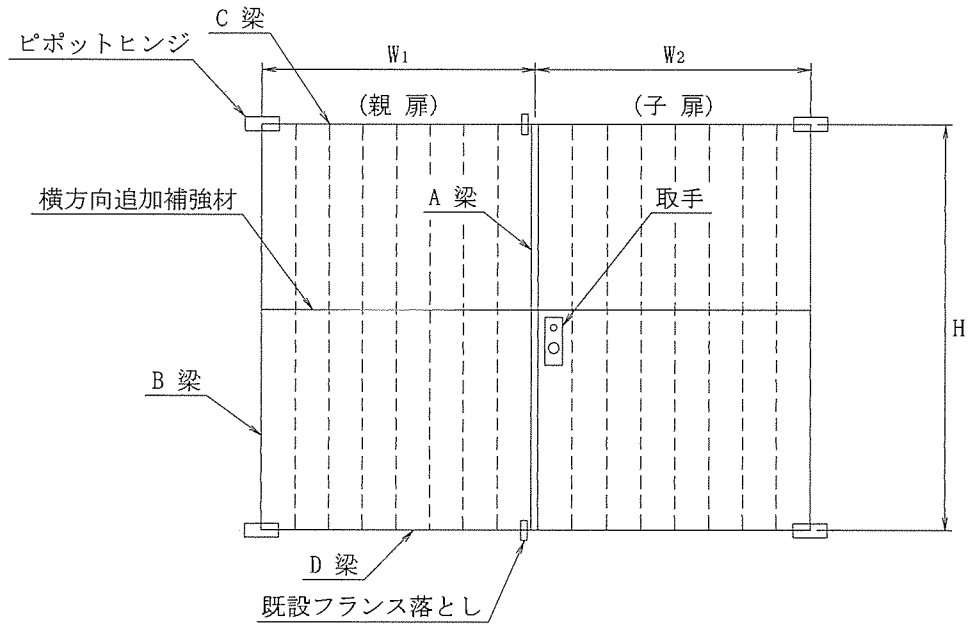 C 梁
ピポットヒンジ
W1
W2
(親 扉)
(子 扉)
横方向追加補強材
A 梁
取手
H
B 梁
D 梁
既設フランス落とし